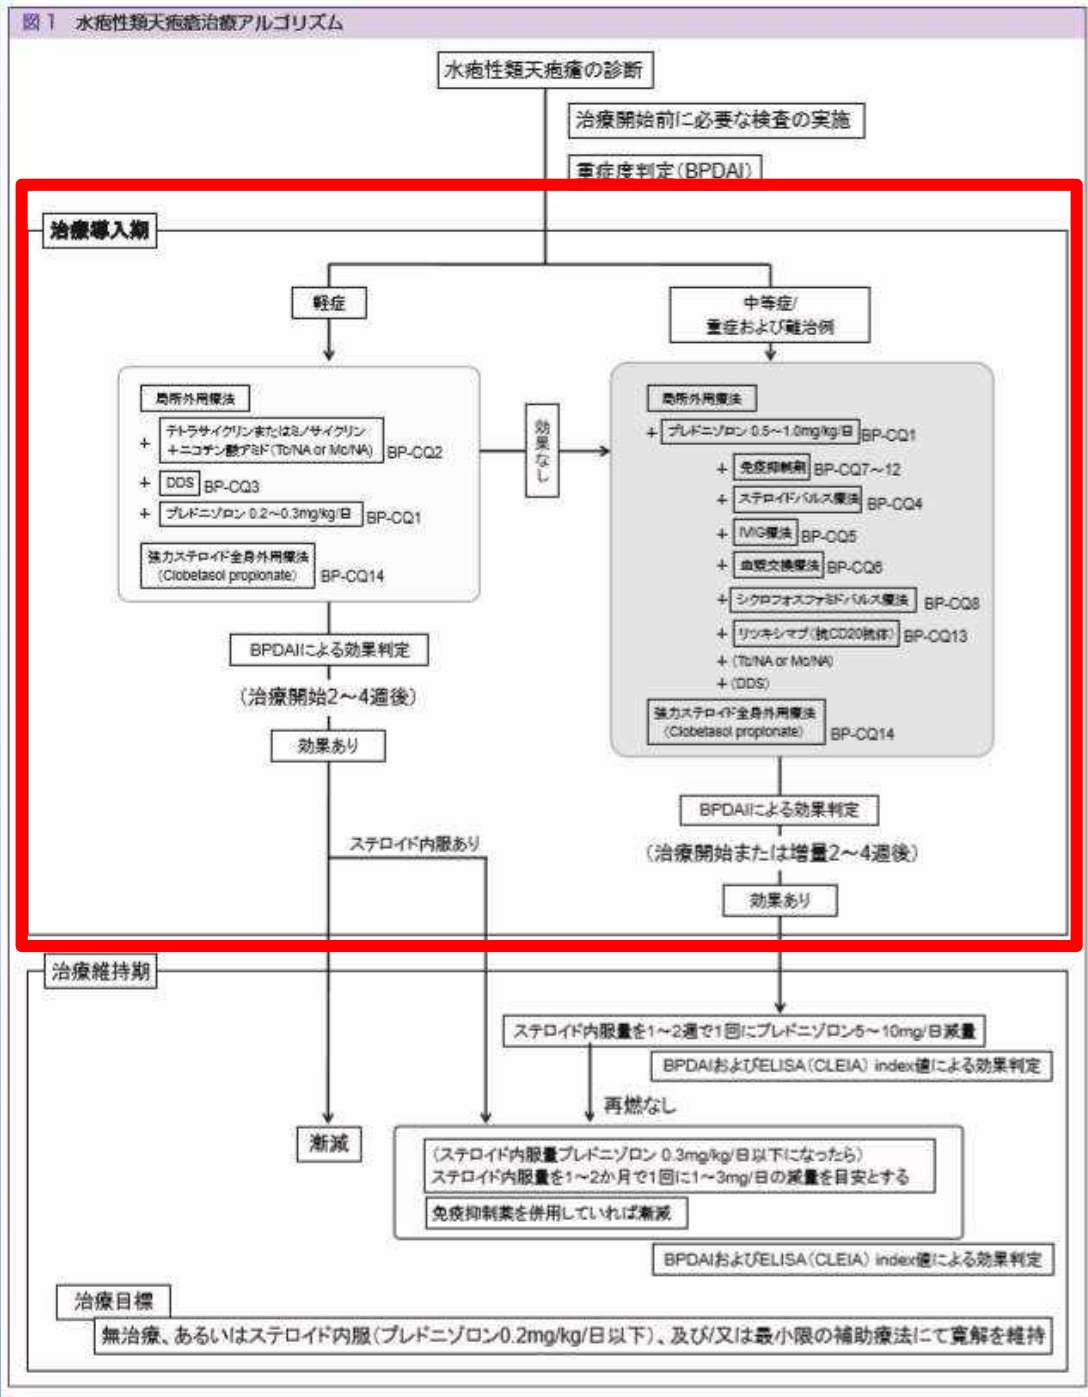 図1 水疱性類天疱瘡治療アルゴリズム
水疱性類天疱瘡の診断
治療開始前に必要な検査の実施
重症度判定(BPDAI)
治療導入期
軽症
中等症/
重症および難治例
局所外用療法
+ テトラサイクリンまたはミノサイクリン
+ニコチン酸アミド(Tc/NA or Mc/NA) BP-CQ2
+ DDS BP-CQ3
+ プレドニゾロン 0.2~0.3mg/kg/日 BP-CQ1
強力ステロイド全身外用療法
(Clobetasol propionate) BP-CQ14
効果なし
局所外用療法
+ プレドニゾロン 0.5~1.0mg/kg/日 BP-CQ1
+ 免疫抑制剤 BP-CQ7~12
+ ステロイドパルス療法 BP-CQ4
+ IVIG療法 BP-CQ5
+ 血漿交換療法 BP-CQ6
+ シクロフォスファミドパルス療法 BP-CQ8
+ リツキシマブ(抗CD20抗体) BP-CQ13
+ (Tc/NA or Mc/NA)
+ (DDS)
強力ステロイド全身外用療法
(Clobetasol propionate) BP-CQ14
BPDAIによる効果判定
(治療開始2~4週後)
効果あり
ステロイド内服あり
BPDAIによる効果判定
(治療開始または増量2~4週後)
効果あり
治療維持期
ステロイド内服量を1~2週で1回にプレドニゾロン5~10mg/日減量
BPDAIおよびELISA(CLEIA) index値による効果判定
再燃なし
漸減
(ステロイド内服量プレドニゾロン 0.3mg/kg/日以下になったら)
ステロイド内服量を1~2か月で1回に1~3mg/日の減量を目安とする
免疫抑制薬を併用していれば漸減
BPDAIおよびELISA(CLEIA) index値による効果判定
治療目標
無治療、あるいはステロイド内服(プレドニゾロン0.2mg/kg/日以下)、及び/又は最小限の補助療法にて寛解を維持